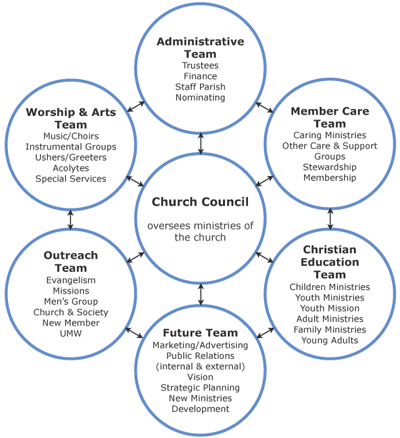 Administrative
Team
Trustees
Finance
Staff Parish
Nominating
Worship & Arts
Team
Music/Choirs
Instrumental Groups
Ushers/Greeters
Acolytes
Special Services
Member Care
Team
Caring Ministries
Other Care & Support
Groups
Stewardship
Membership
Church Council
oversees ministries of
the church
Outreach
Team
Evangelism
Missions
Men's Group
Church & Society
New Member
UMW
Christian
Education
Team
Children Ministries
Youth Ministries
Youth Mission
Adult Ministries
Family Ministries
Young Adults
Future Team
Marketing/Advertising
Public Relations
(internal & external)
Vision
Strategic Planning
New Ministries
Development